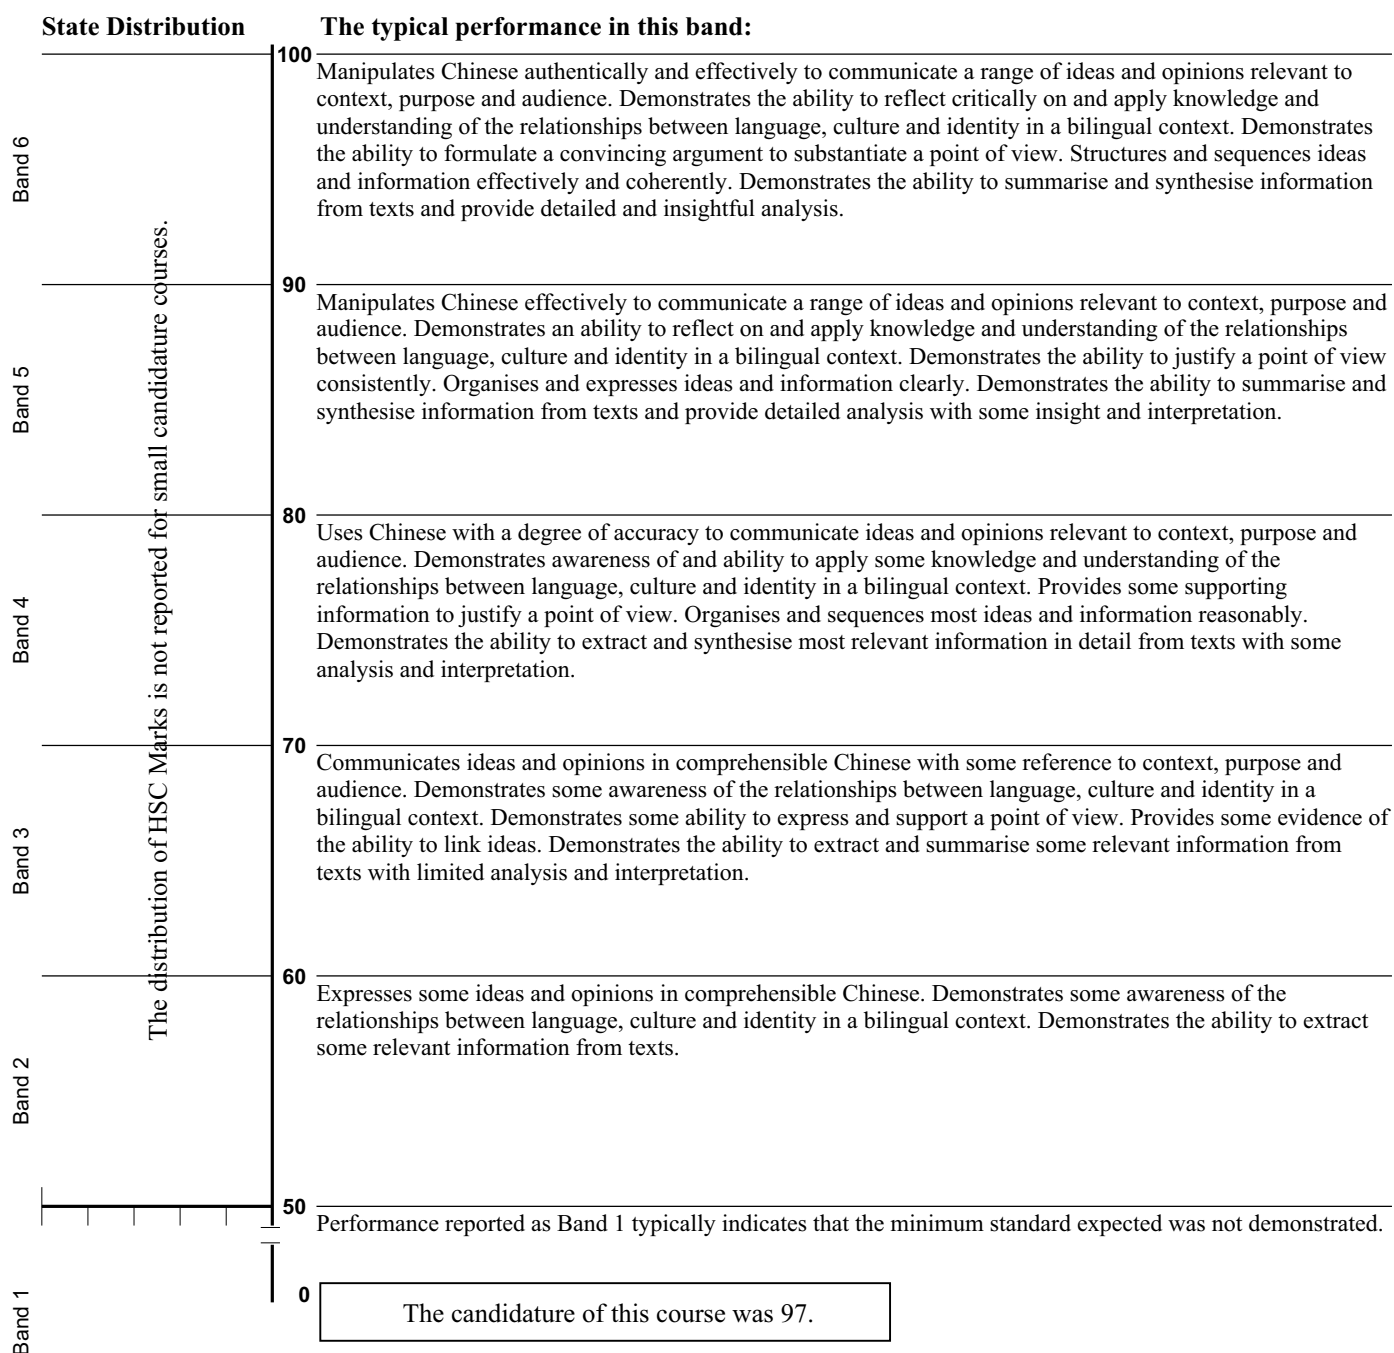 State Distribution
The typical performance in this band:
100
Manipulates Chinese authentically and effectively to communicate a range of ideas and opinions relevant to
context, purpose and audience. Demonstrates the ability to reflect critically on and apply knowledge and
understanding of the relationships between language, culture and identity in a bilingual context. Demonstrates
the ability to formulate a convincing argument to substantiate a point of view. Structures and sequences ideas
and information effectively and coherently. Demonstrates the ability to summarise and synthesise information
from texts and provide detailed and insightful analysis.
Band 6
90
Manipulates Chinese effectively to communicate a range of ideas and opinions relevant to context, purpose and
audience. Demonstrates an ability to reflect on and apply knowledge and understanding of the relationships
between language, culture and identity in a bilingual context. Demonstrates the ability to justify a point of view
consistently. Organises and expresses ideas and information clearly. Demonstrates the ability to summarise and
synthesise information from texts and provide detailed analysis with some insight and interpretation.
Band 5
80
Uses Chinese with a degree of accuracy to communicate ideas and opinions relevant to context, purpose and
audience. Demonstrates awareness of and ability to apply some knowledge and understanding of the
relationships between language, culture and identity in a bilingual context. Provides some supporting
information to justify a point of view. Organises and sequences most ideas and information reasonably.
Demonstrates the ability to extract and synthesise most relevant information in detail from texts with some
analysis and interpretation.
Band 4
The distribution of HSC Marks is not reported for small candidature courses.
70
Communicates ideas and opinions in comprehensible Chinese with some reference to context, purpose and
audience. Demonstrates some awareness of the relationships between language, culture and identity in a
bilingual context. Demonstrates some ability to express and support a point of view. Provides some evidence of
the ability to link ideas. Demonstrates the ability to extract and summarise some relevant information from
texts with limited analysis and interpretation.
Band 3
60
Expresses some ideas and opinions in comprehensible Chinese. Demonstrates some awareness of the
relationships between language, culture and identity in a bilingual context. Demonstrates the ability to extract
some relevant information from texts.
Band 2
50
Performance reported as Band 1 typically indicates that the minimum standard expected was not demonstrated.
0
Band 1
The candidature of this course was 97.